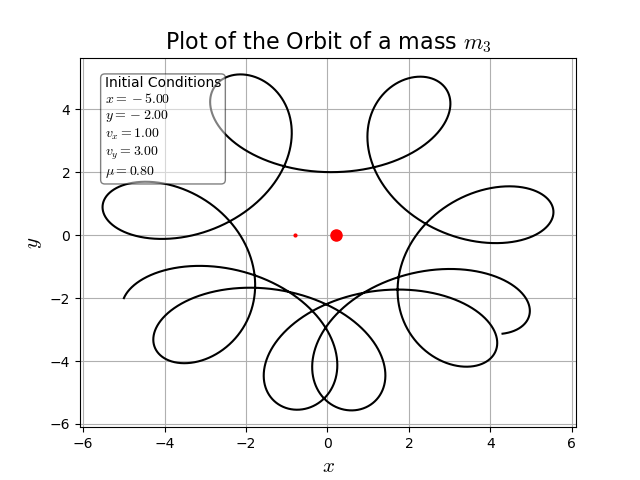 Plot of the Orbit of a mass m₃
Initial Conditions
x = −5.00
y = −2.00
vₓ = 1.00
v_y = 3.00
μ = 0.80
4
2
0
−2
−4
−6
y
−6 −4 −2 0 2 4 6
x